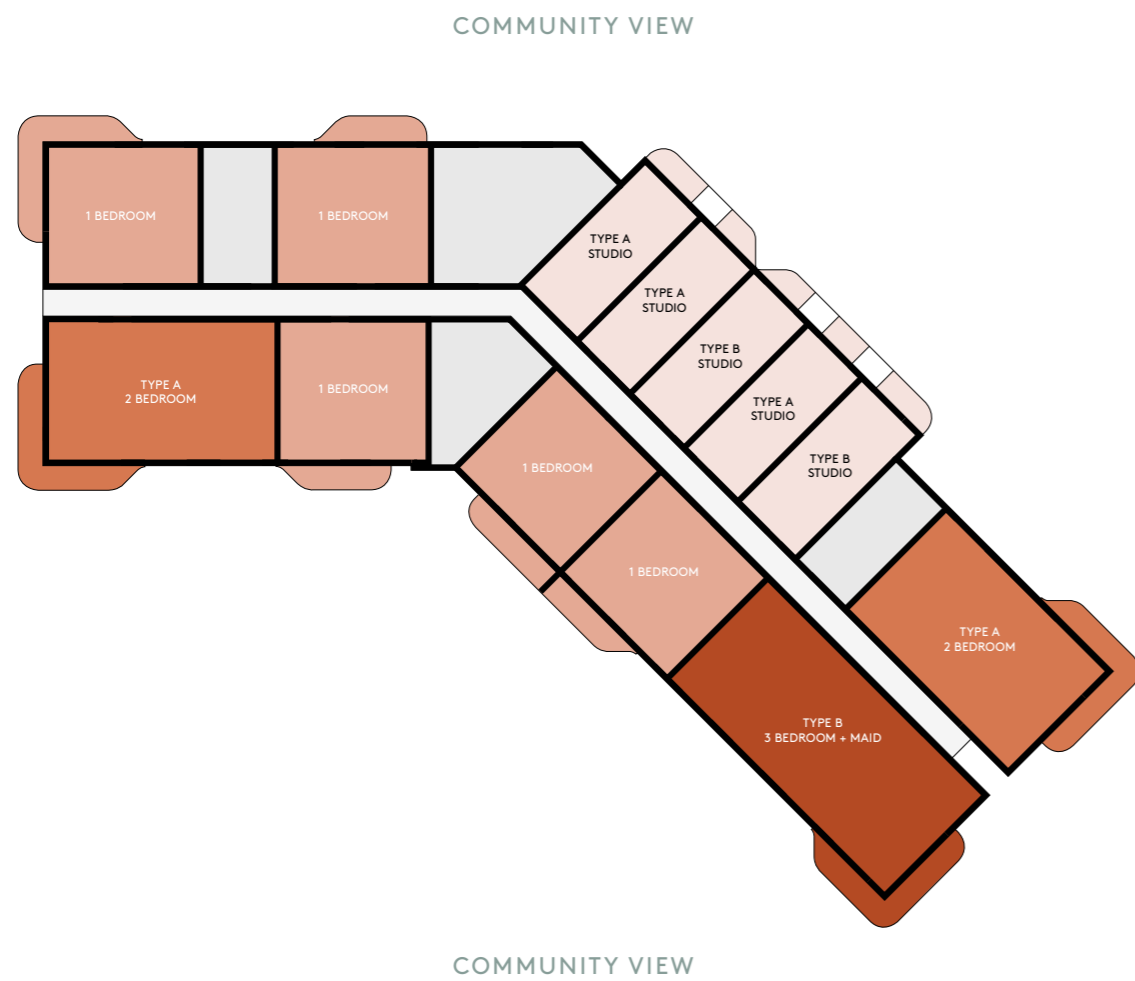 COMMUNITY VIEW
1 BEDROOM
1 BEDROOM
TYPE A
STUDIO
TYPE A
STUDIO
TYPE B
STUDIO
TYPE A
STUDIO
TYPE B
STUDIO
TYPE A
2 BEDROOM
1 BEDROOM
1 BEDROOM
1 BEDROOM
TYPE A
2 BEDROOM
TYPE B
3 BEDROOM + MAID
COMMUNITY VIEW